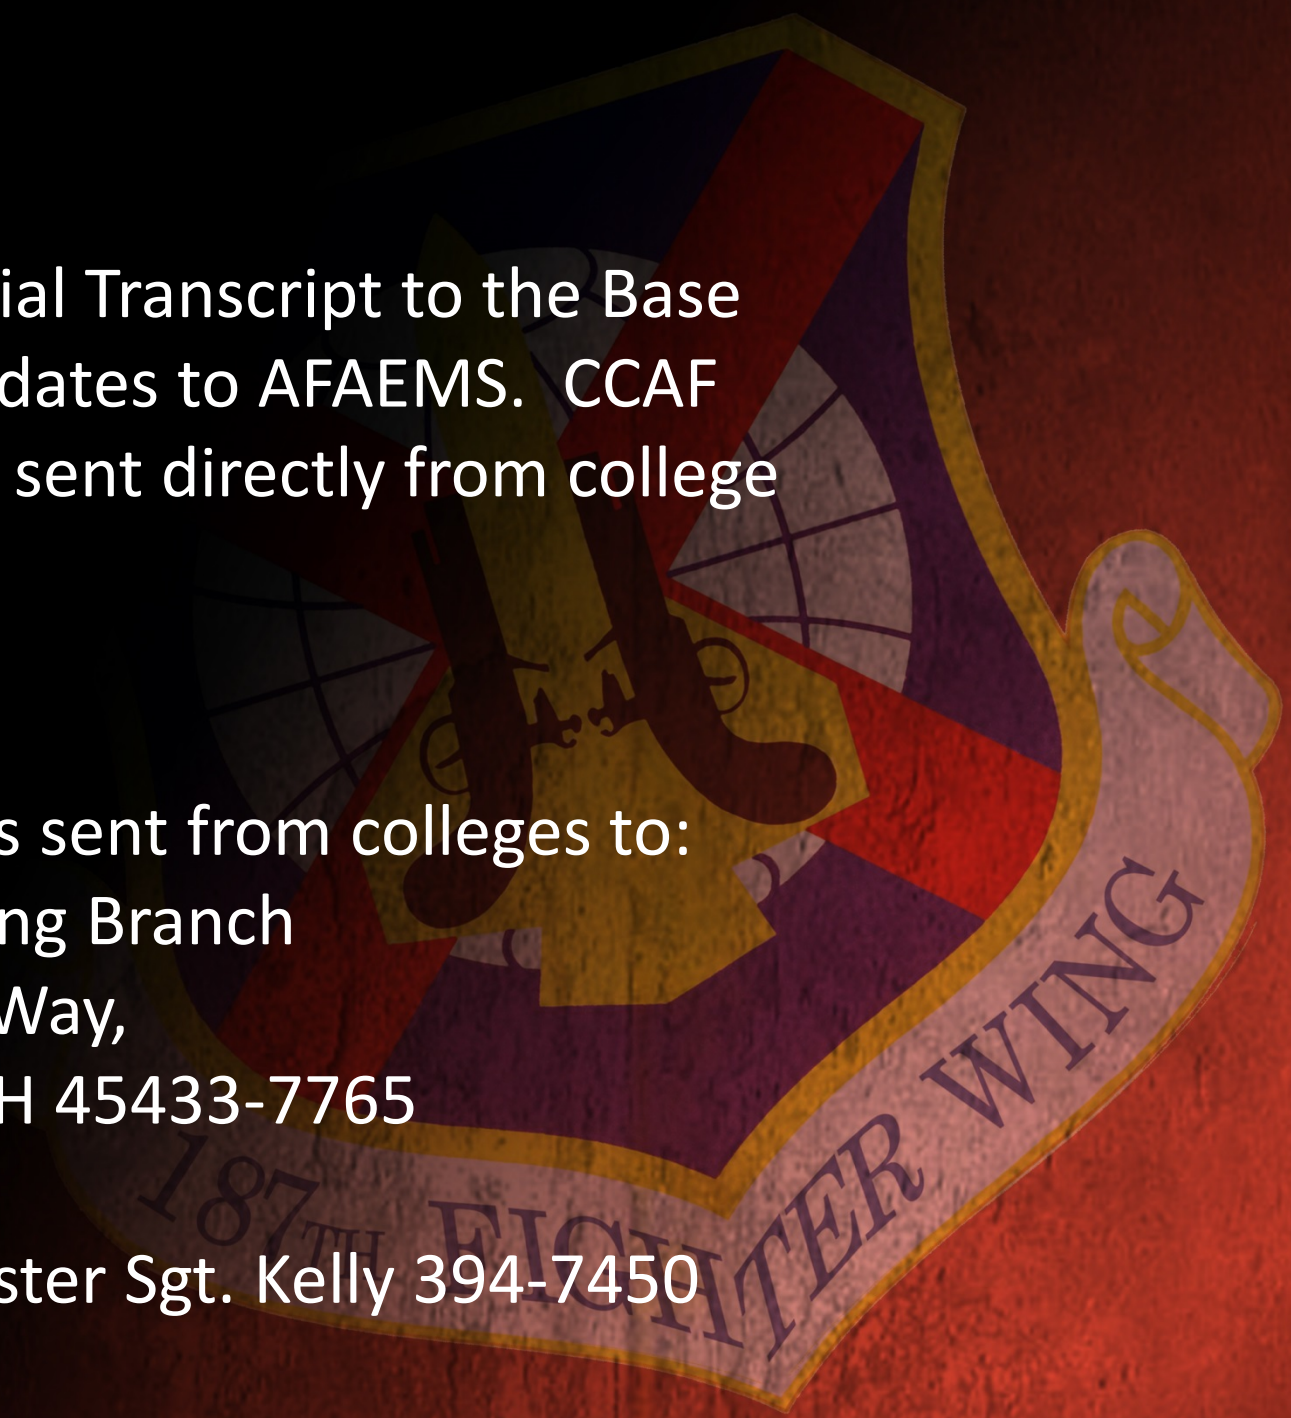 ial Transcript to the Base
dates to AFAEMS.  CCAF
sent directly from college
s sent from colleges to:
ng Branch
Way,
H 45433-7765
ster Sgt. Kelly 394-7450
187TH FIGHTER WING